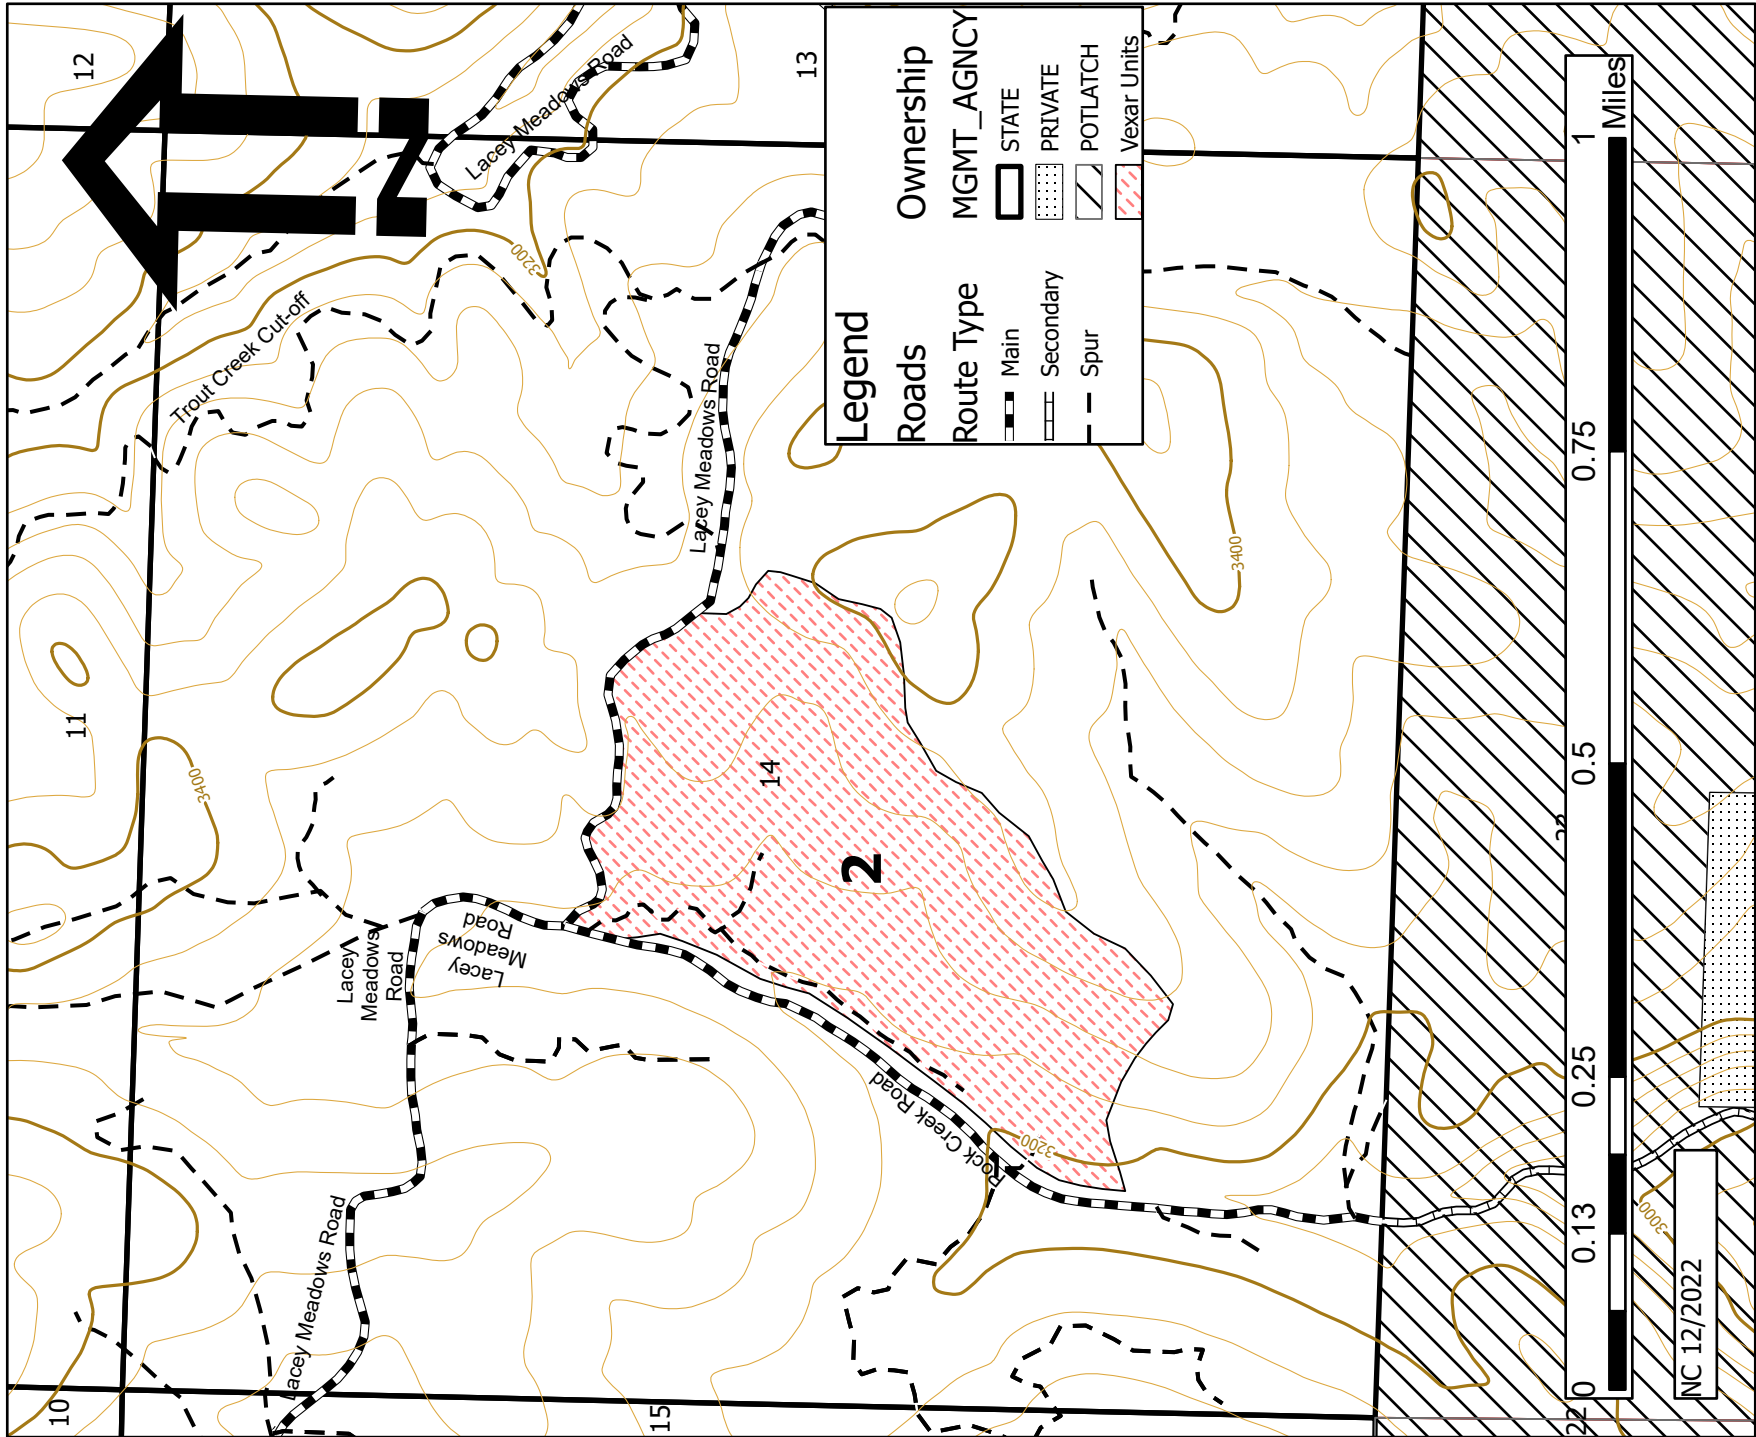 12
11
10
13
14
15
22
2
Trout Creek Cut-off
Lacey Meadows Road
Lacey Meadows Road
Lacey
Meadows
Road
Lacey
Meadows
Road
Lacey Meadows Road
Rock Creek Road
3200
3400
3400
3200
3000
N
Legend
Roads
Route Type
Main
Secondary
Spur
Ownership
MGMT_AGNCY
STATE
PRIVATE
POTLATCH
Vexar Units
0 0.13 0.25 0.5 0.75 1
Miles
NC 12/2022